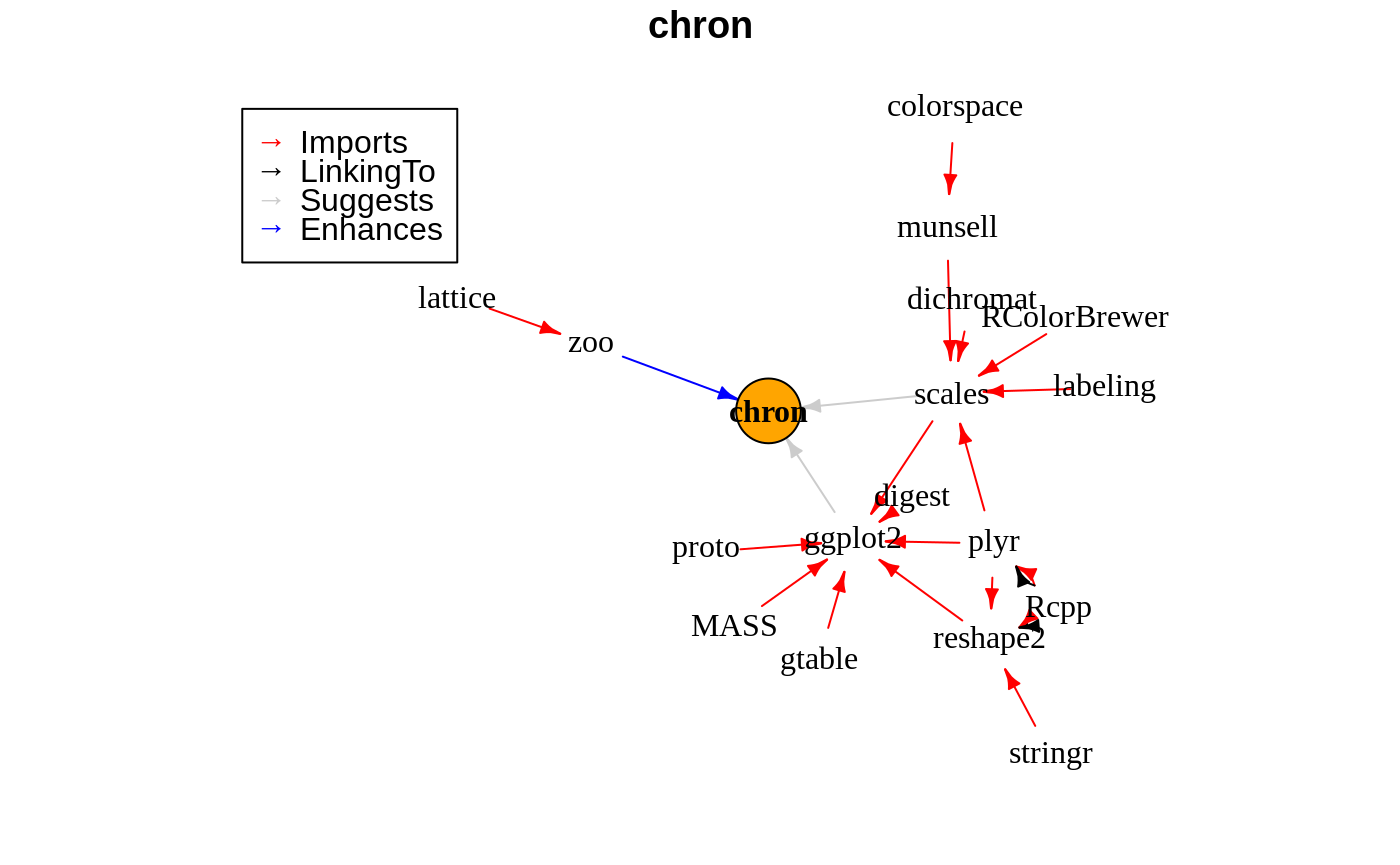 chron
colorspace
→ Imports
→ LinkingTo
→ Suggests
→ Enhances
munsell
lattice
dichromat
RColorBrewer
zoo
labeling
scales
chron
digest
ggplot2
plyr
proto
Rcpp
MASS
reshape2
gtable
stringr